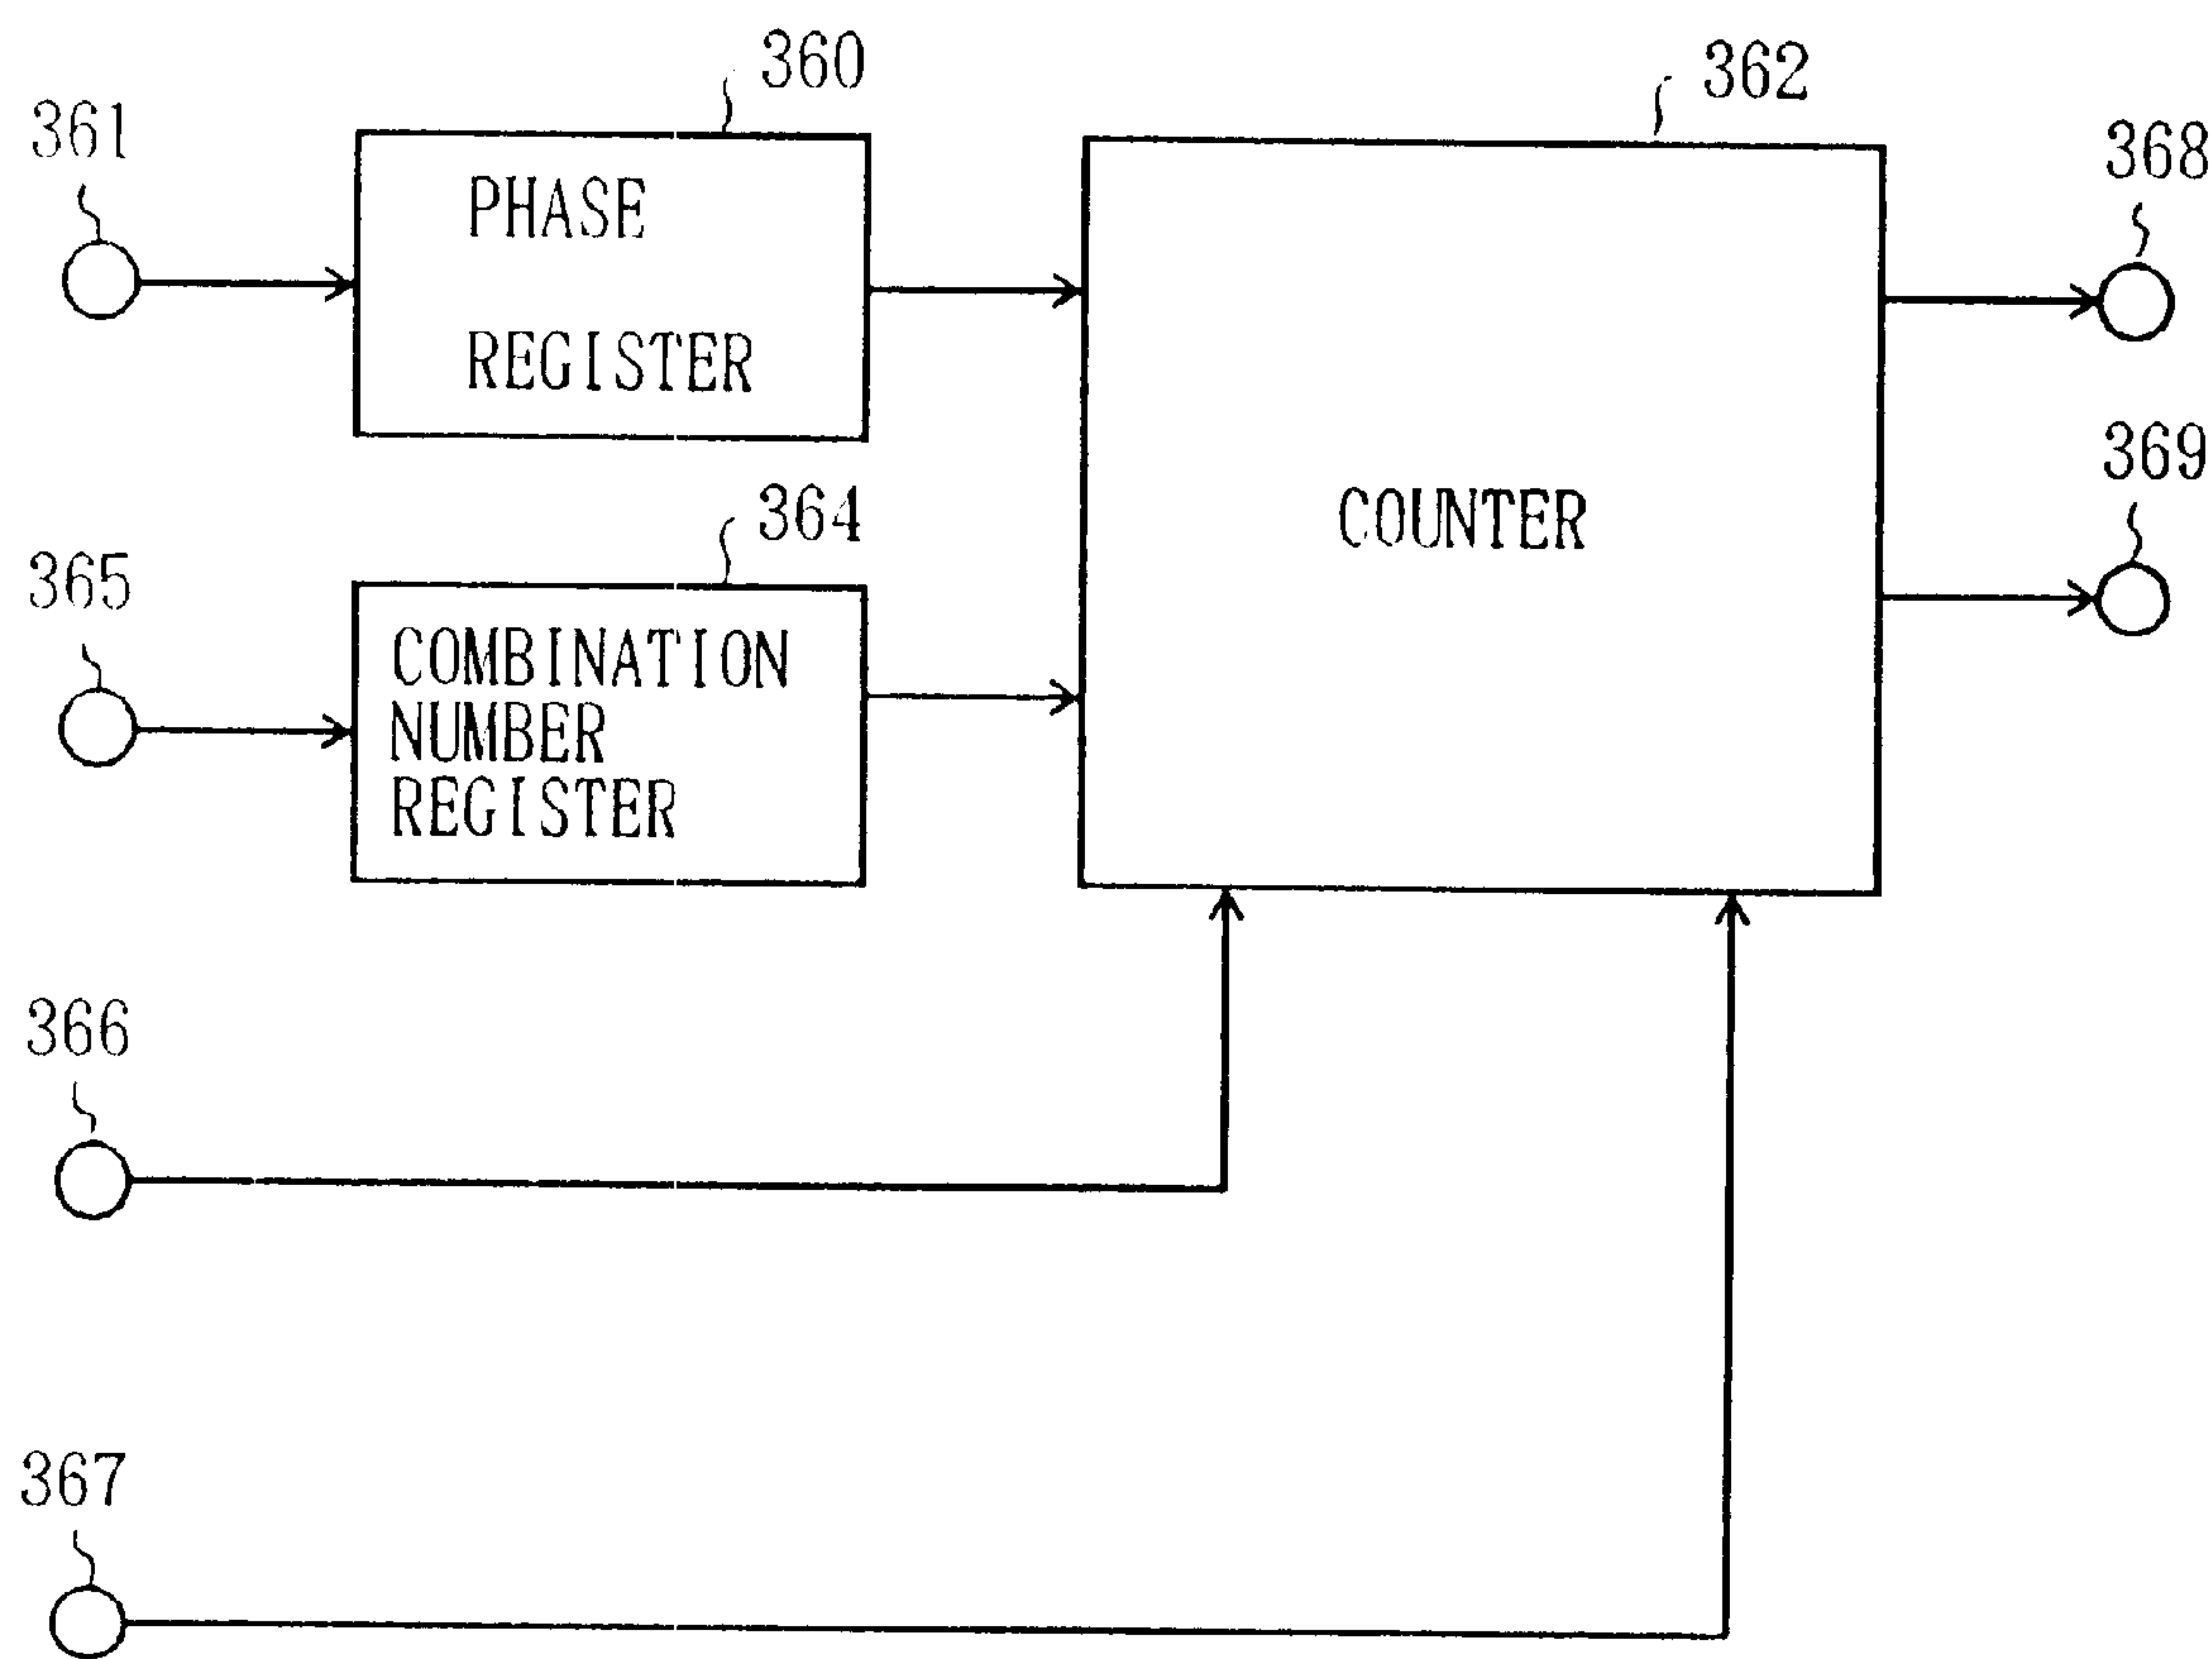 360
362
361
368
PHASE
REGISTER
369
364
COUNTER
365
COMBINATION
NUMBER
REGISTER
366
367